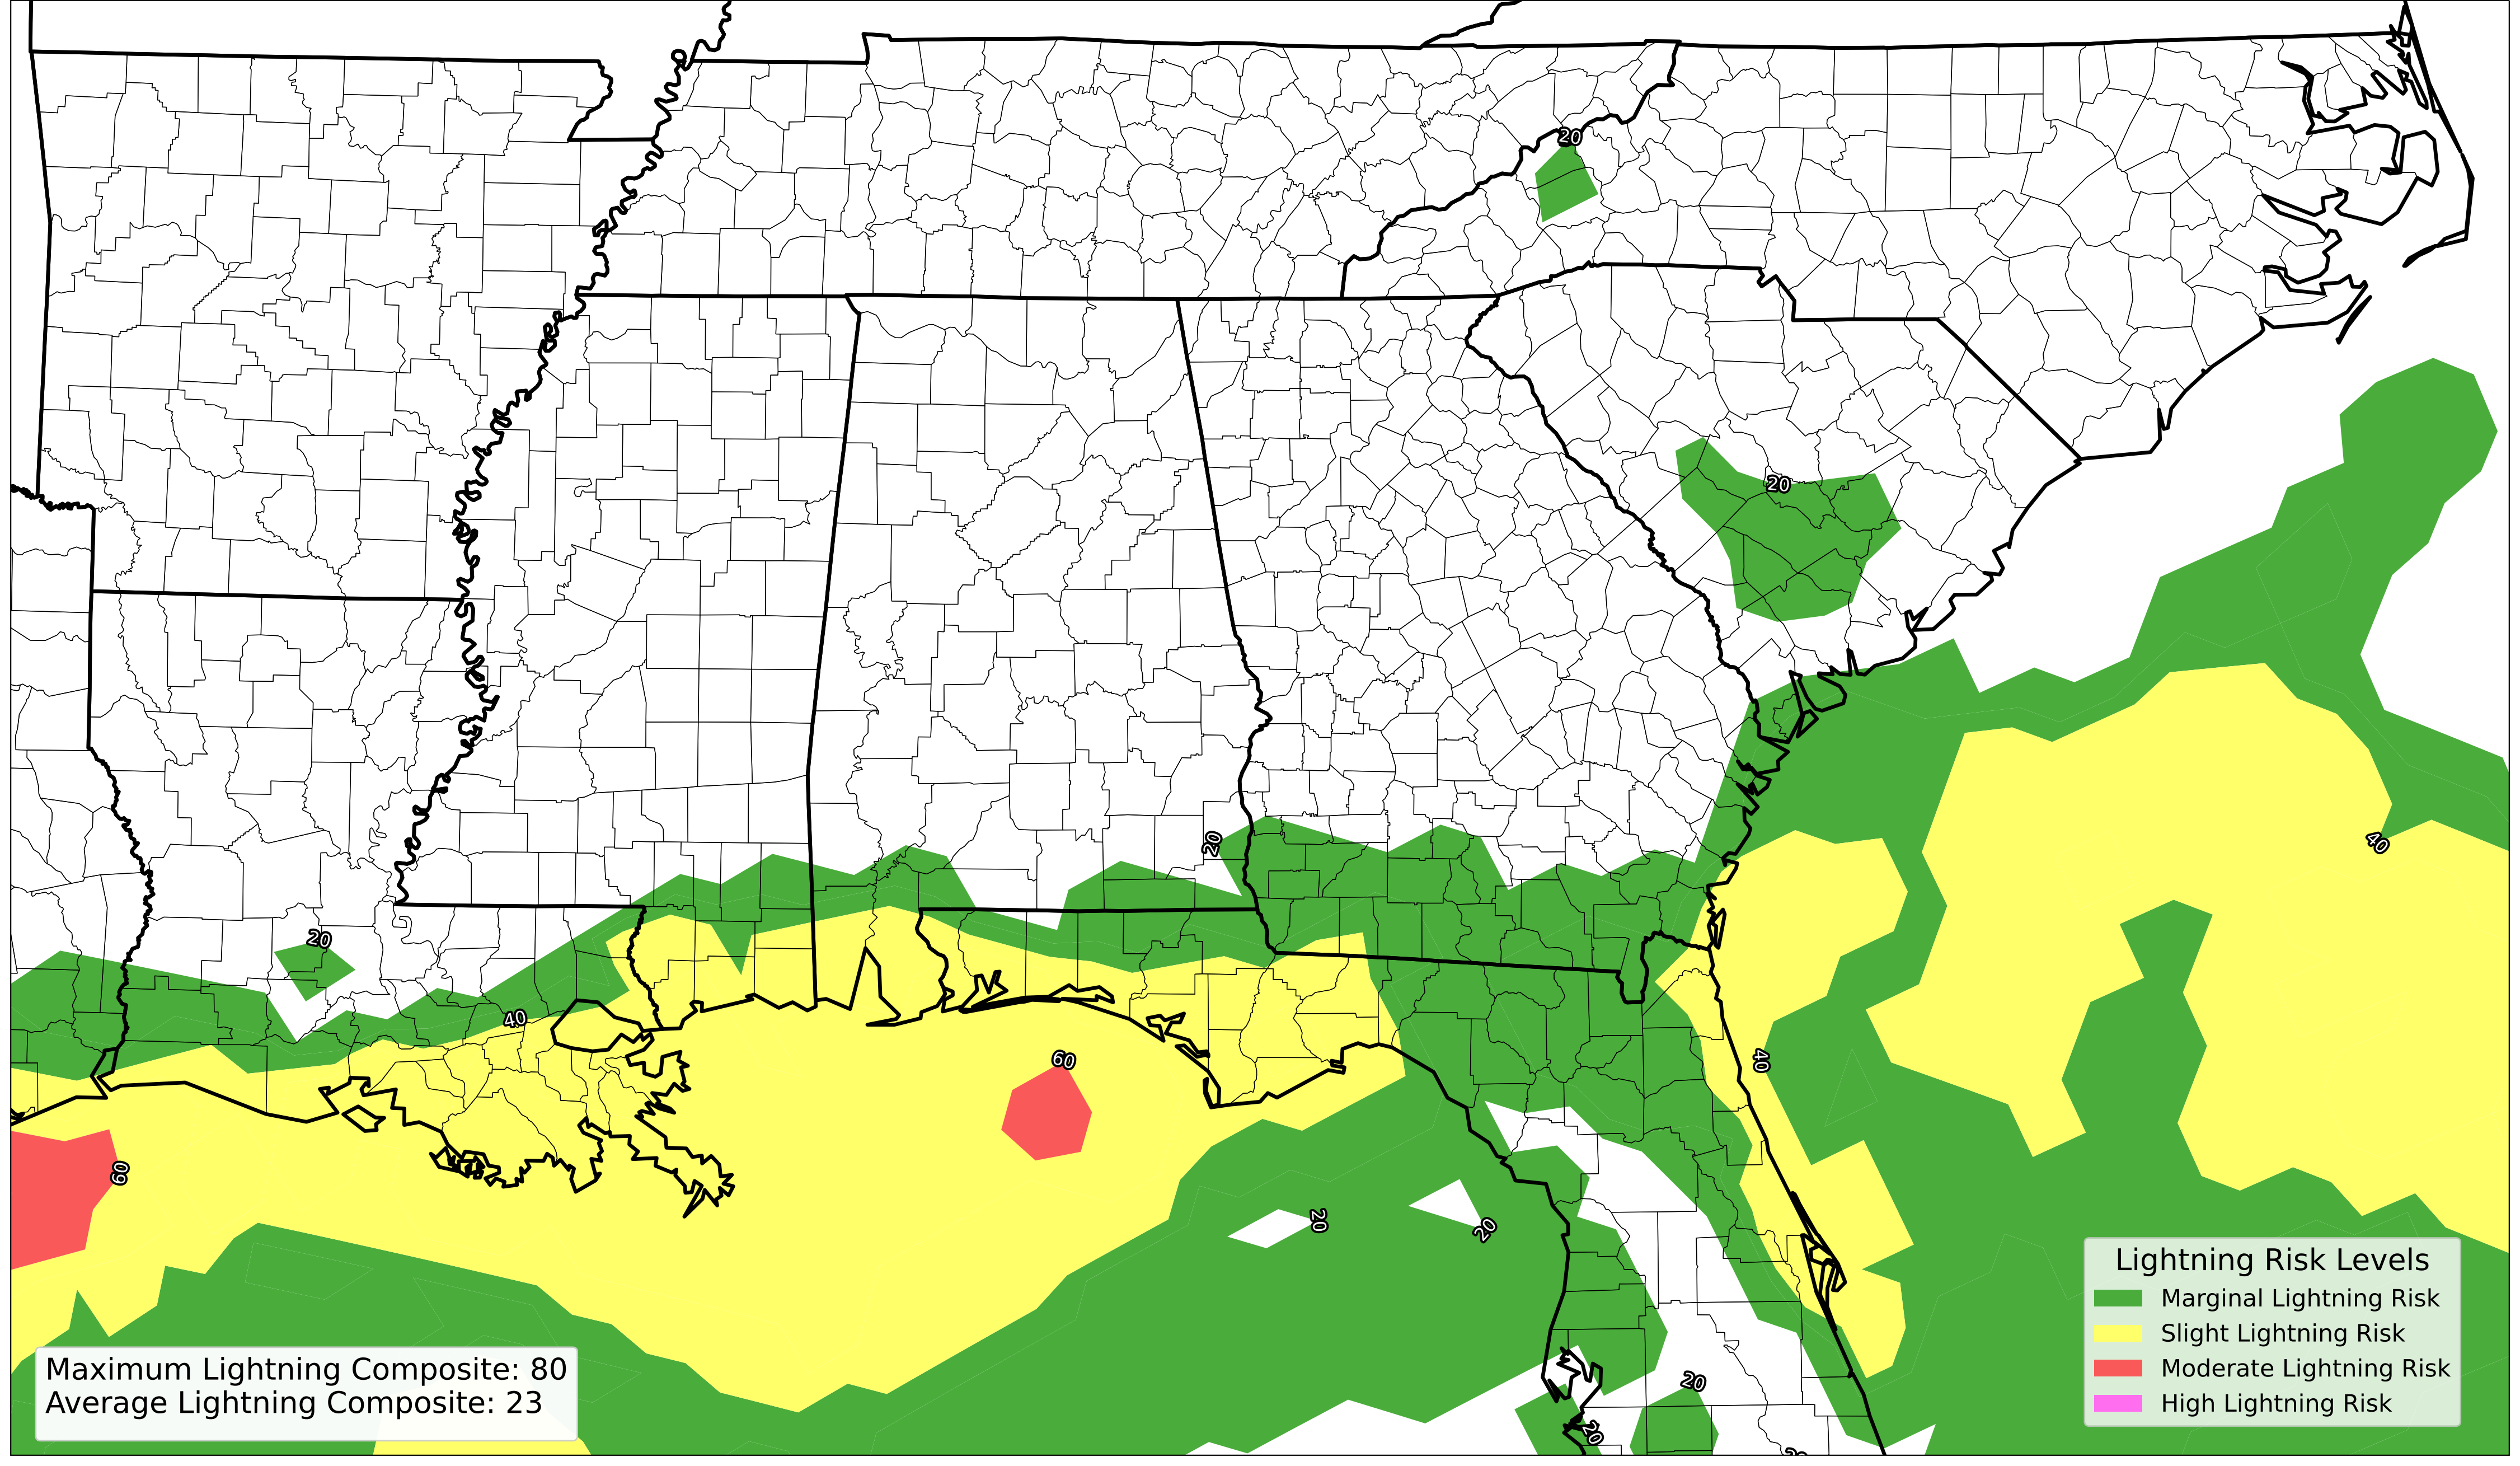 20
20
20
20
40
40
60
40
60
20
20
20
20
Lightning Risk Levels
Marginal Lightning Risk
Slight Lightning Risk
Moderate Lightning Risk
High Lightning Risk
Maximum Lightning Composite: 80
Average Lightning Composite: 23